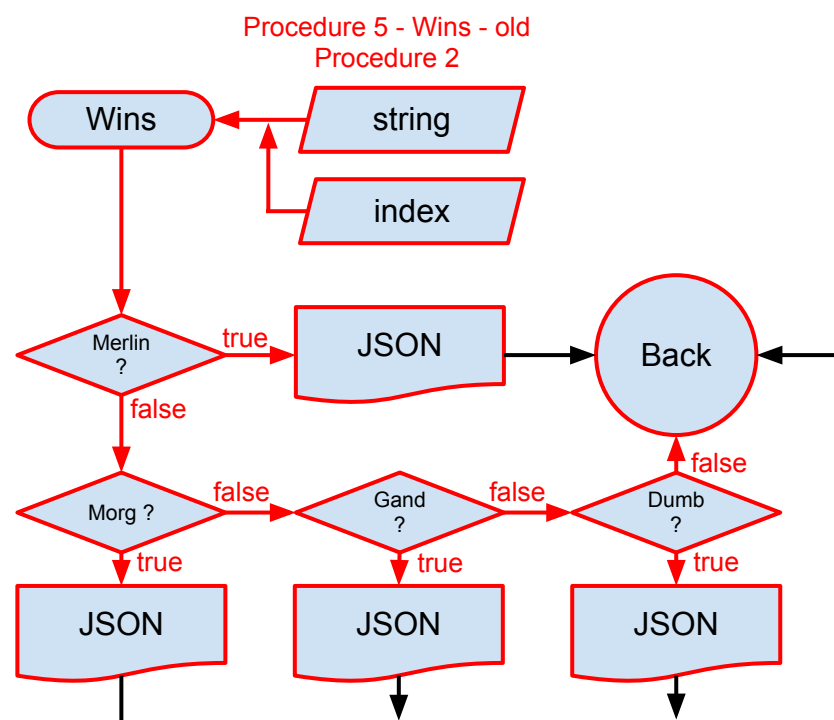 Procedure 5 - Wins - old
Procedure 2
Wins
string
index
Merlin
?
true
JSON
Back
false
Morg ?
false
Gand
?
false
Dumb
?
false
true
true
true
JSON
JSON
JSON